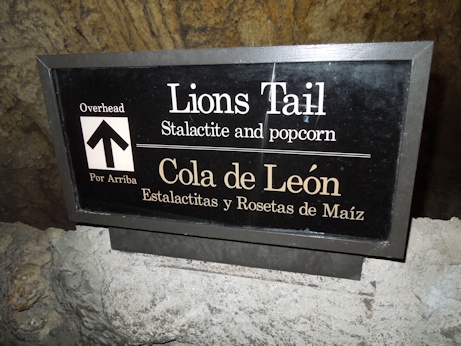 Overhead
Por Arriba
Lions Tail
Stalactite and popcorn
Cola de León
Estalactitas y Rosetas de Maíz